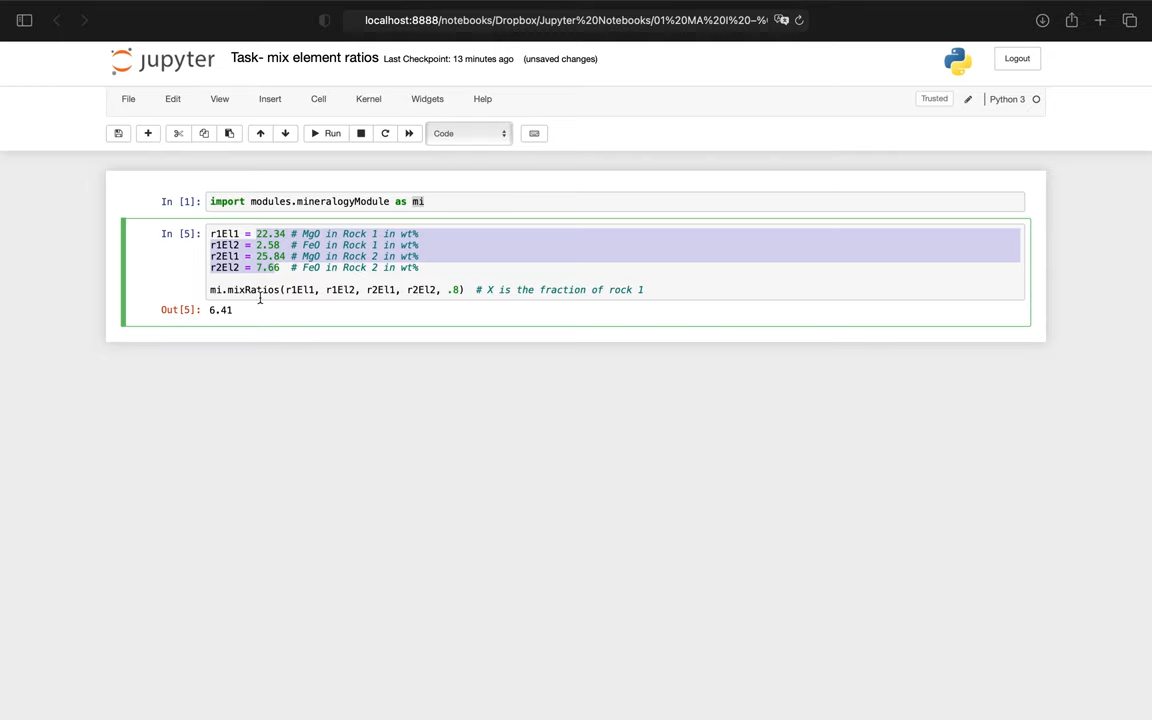 localhost:8888/notebooks/Dropbox/Jupyter%20Notebooks/01%20MA%20I%20–%
jupyter Task- mix element ratios Last Checkpoint: 13 minutes ago (unsaved changes) Logout
File Edit View Insert Cell Kernel Widgets Help Trusted Python 3
Run Code
In [1]: import modules.mineralogyModule as mi
In [5]: r1El1 = 22.34 # MgO in Rock 1 in wt%
r1El2 = 2.58 # FeO in Rock 1 in wt%
r2El1 = 25.84 # MgO in Rock 2 in wt%
r2El2 = 7.66 # FeO in Rock 2 in wt%
mi.mixRatios(r1El1, r1El2, r2El1, r2El2, .8) # X is the fraction of rock 1
Out[5]: 6.41